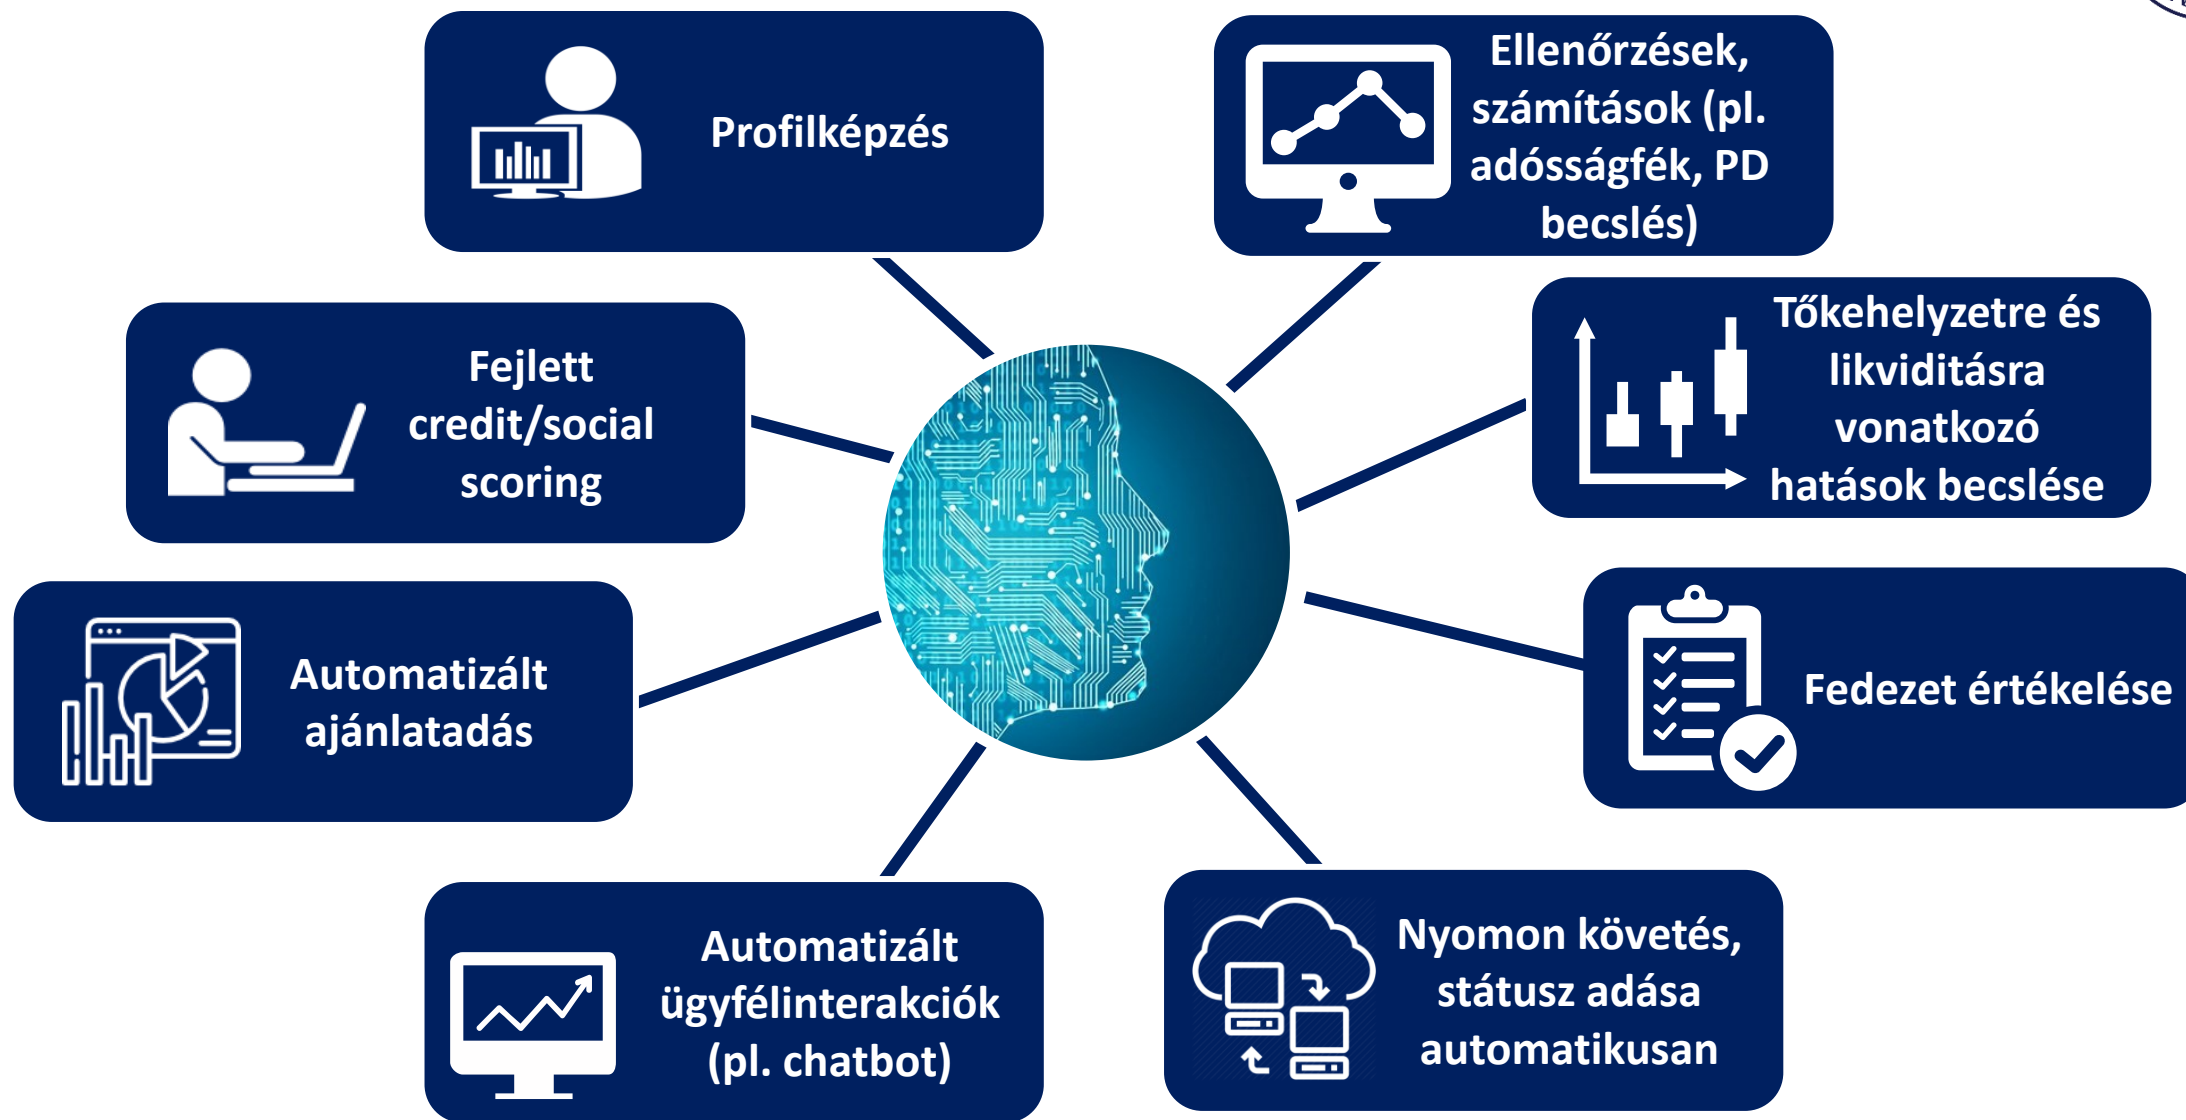 Profilképzés
Ellenőrzések,
számítások (pl.
adósságfék, PD
becslés)
Fejlett
credit/social
scoring
Tőkehelyzetre és
likviditásra
vonatkozó
hatások becslése
Automatizált
ajánlatadás
Fedezet értékelése
Automatizált
ügyfélinterakciók
(pl. chatbot)
Nyomon követés,
státusz adása
automatikusan